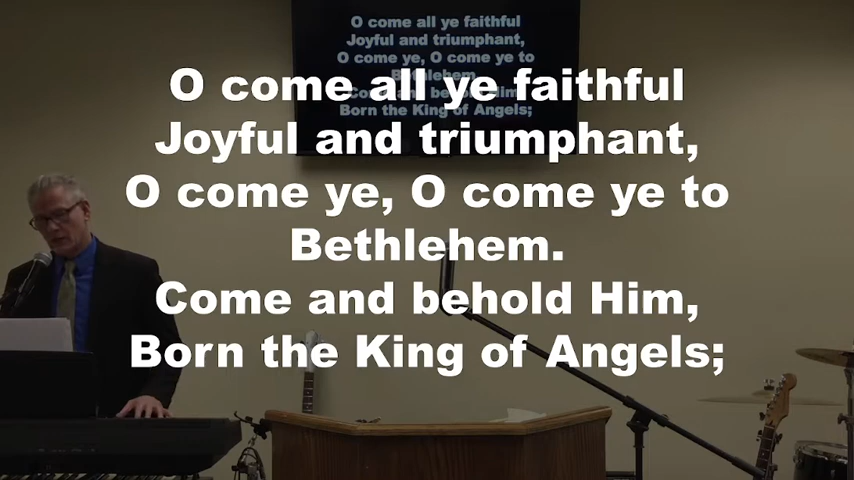 O come all ye faithful
Joyful and triumphant,
O come ye, O come ye to
Born the King of Angels;
O come all ye faithful
Joyful and triumphant,
O come ye, O come ye to
Bethlehem.
Come and behold Him,
Born the King of Angels;